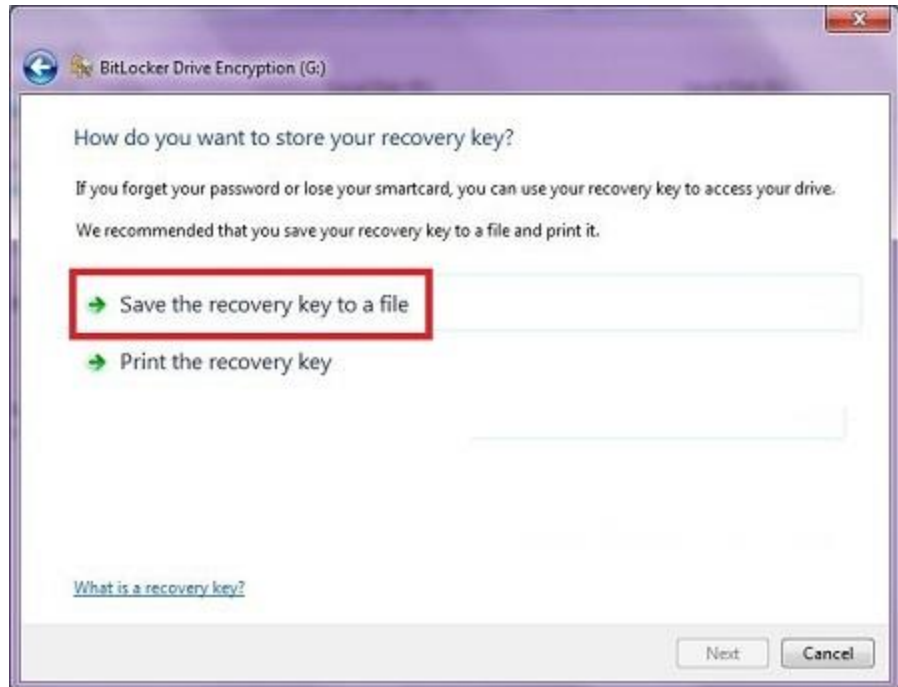 BitLocker Drive Encryption (G:)
How do you want to store your recovery key?
If you forget your password or lose your smartcard, you can use your recovery key to access your drive.
We recommended that you save your recovery key to a file and print it.
Save the recovery key to a file
Print the recovery key
What is a recovery key?
Next Cancel